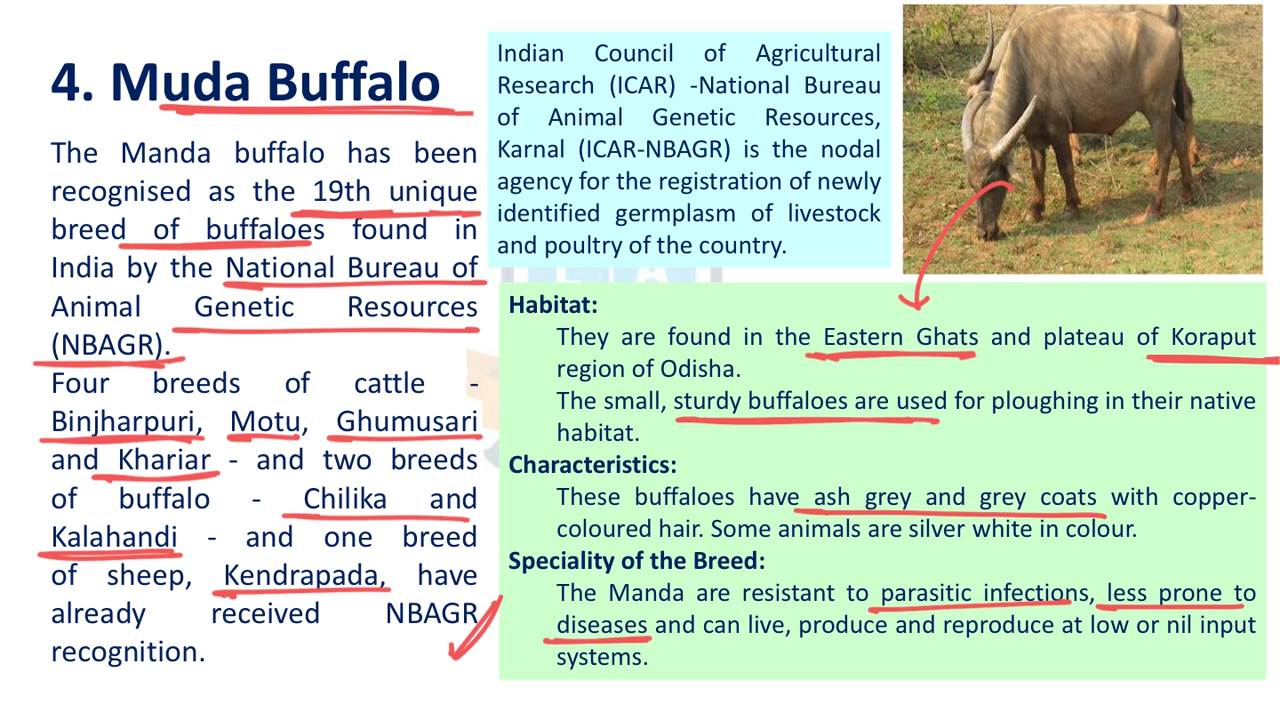 4. Muda Buffalo
The Manda buffalo has been
recognised as the 19th unique
breed of buffaloes found in
India by the National Bureau of
Animal Genetic Resources
(NBAGR).
Four breeds of cattle -
Binjharpuri, Motu, Ghumusari
and Khariar - and two breeds
of buffalo - Chilika and
Kalahandi - and one breed
of sheep, Kendrapada, have
already received NBAGR
recognition.
Indian Council of Agricultural
Research (ICAR) -National Bureau
of Animal Genetic Resources,
Karnal (ICAR-NBAGR) is the nodal
agency for the registration of newly
identified germplasm of livestock
and poultry of the country.
Habitat:
They are found in the Eastern Ghats and plateau of Koraput
region of Odisha.
The small, sturdy buffaloes are used for ploughing in their native
habitat.
Characteristics:
These buffaloes have ash grey and grey coats with copper-
coloured hair. Some animals are silver white in colour.
Speciality of the Breed:
The Manda are resistant to parasitic infections, less prone to
diseases and can live, produce and reproduce at low or nil input
systems.